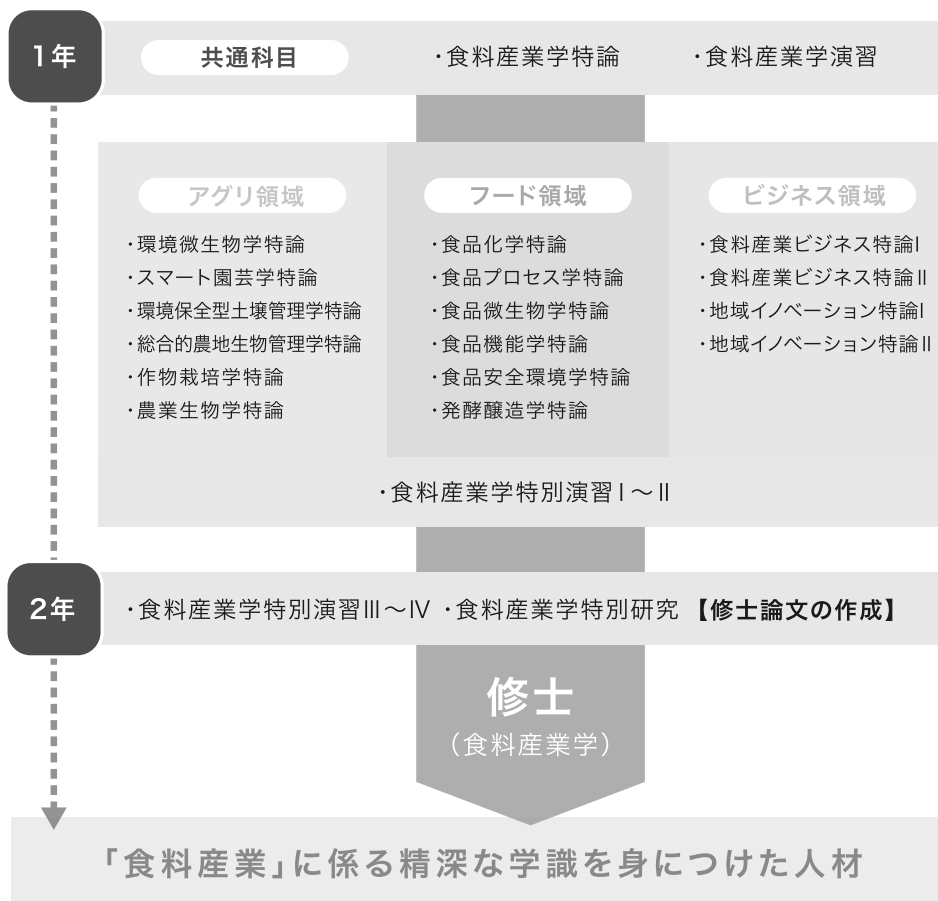 1年
共通科目
・食料産業学特論
・食料産業学演習
アグリ領域
・環境微生物学特論
・スマート園芸学特論
・環境保全型土壌管理学特論
・総合的農地生物管理学特論
・作物栽培学特論
・農業生物学特論
フード領域
・食品化学特論
・食品プロセス学特論
・食品微生物学特論
・食品機能学特論
・食品安全環境学特論
・発酵醸造学特論
ビジネス領域
・食料産業ビジネス特論Ⅰ
・食料産業ビジネス特論Ⅱ
・地域イノベーション特論Ⅰ
・地域イノベーション特論Ⅱ
・食料産業学特別演習Ⅰ～Ⅱ
2年
・食料産業学特別演習Ⅲ～Ⅳ ・食料産業学特別研究 【修士論文の作成】
修士
（食料産業学）
「食料産業」に係る精深な学識を身につけた人材